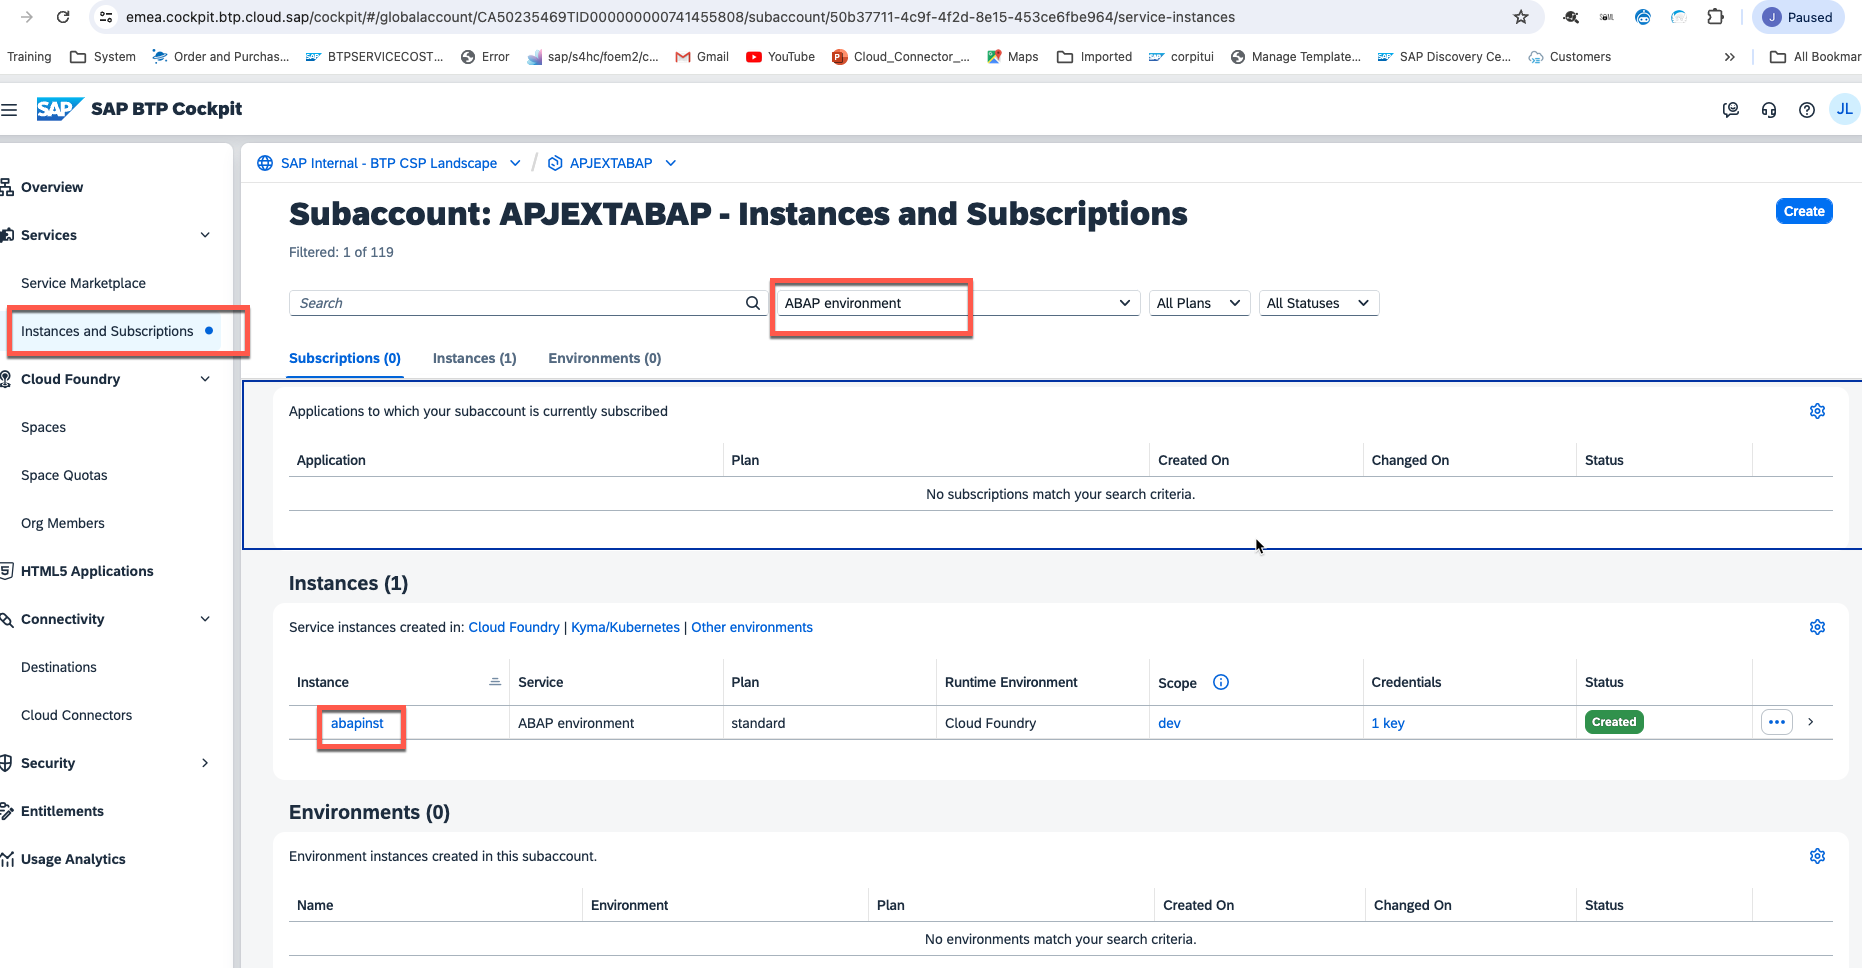 emea.cockpit.btp.cloud.sap/cockpit/#/globalaccount/CA50235469TID000000000741455808/subaccount/50b37711-4c9f-4f2d-8e15-453ce6fbe964/service-instances
J Paused
Training System Order and Purchas... BTPSERVICECOST... Error sap/s4hc/foem2/c... Gmail YouTube Cloud_Connector_... Maps Imported corpitui Manage Template... SAP Discovery Ce... Customers » All Bookmar
SAP SAP BTP Cockpit
JL
SAP Internal - BTP CSP Landscape / APJEXTABAP
Overview
Services
Service Marketplace
Instances and Subscriptions
Cloud Foundry
Spaces
Space Quotas
Org Members
HTML5 Applications
Connectivity
Destinations
Cloud Connectors
Security
Entitlements
Usage Analytics
Subaccount: APJEXTABAP - Instances and Subscriptions
Create
Filtered: 1 of 119
Search
ABAP environment
All Plans
All Statuses
Subscriptions (0) Instances (1) Environments (0)
Applications to which your subaccount is currently subscribed
Application Plan Created On Changed On Status
No subscriptions match your search criteria.
Instances (1)
Service instances created in: Cloud Foundry | Kyma/Kubernetes | Other environments
Instance Service Plan Runtime Environment Scope Credentials Status
abapinst ABAP environment standard Cloud Foundry dev 1 key Created
Environments (0)
Environment instances created in this subaccount.
Name Environment Plan Created On Changed On Status
No environments match your search criteria.